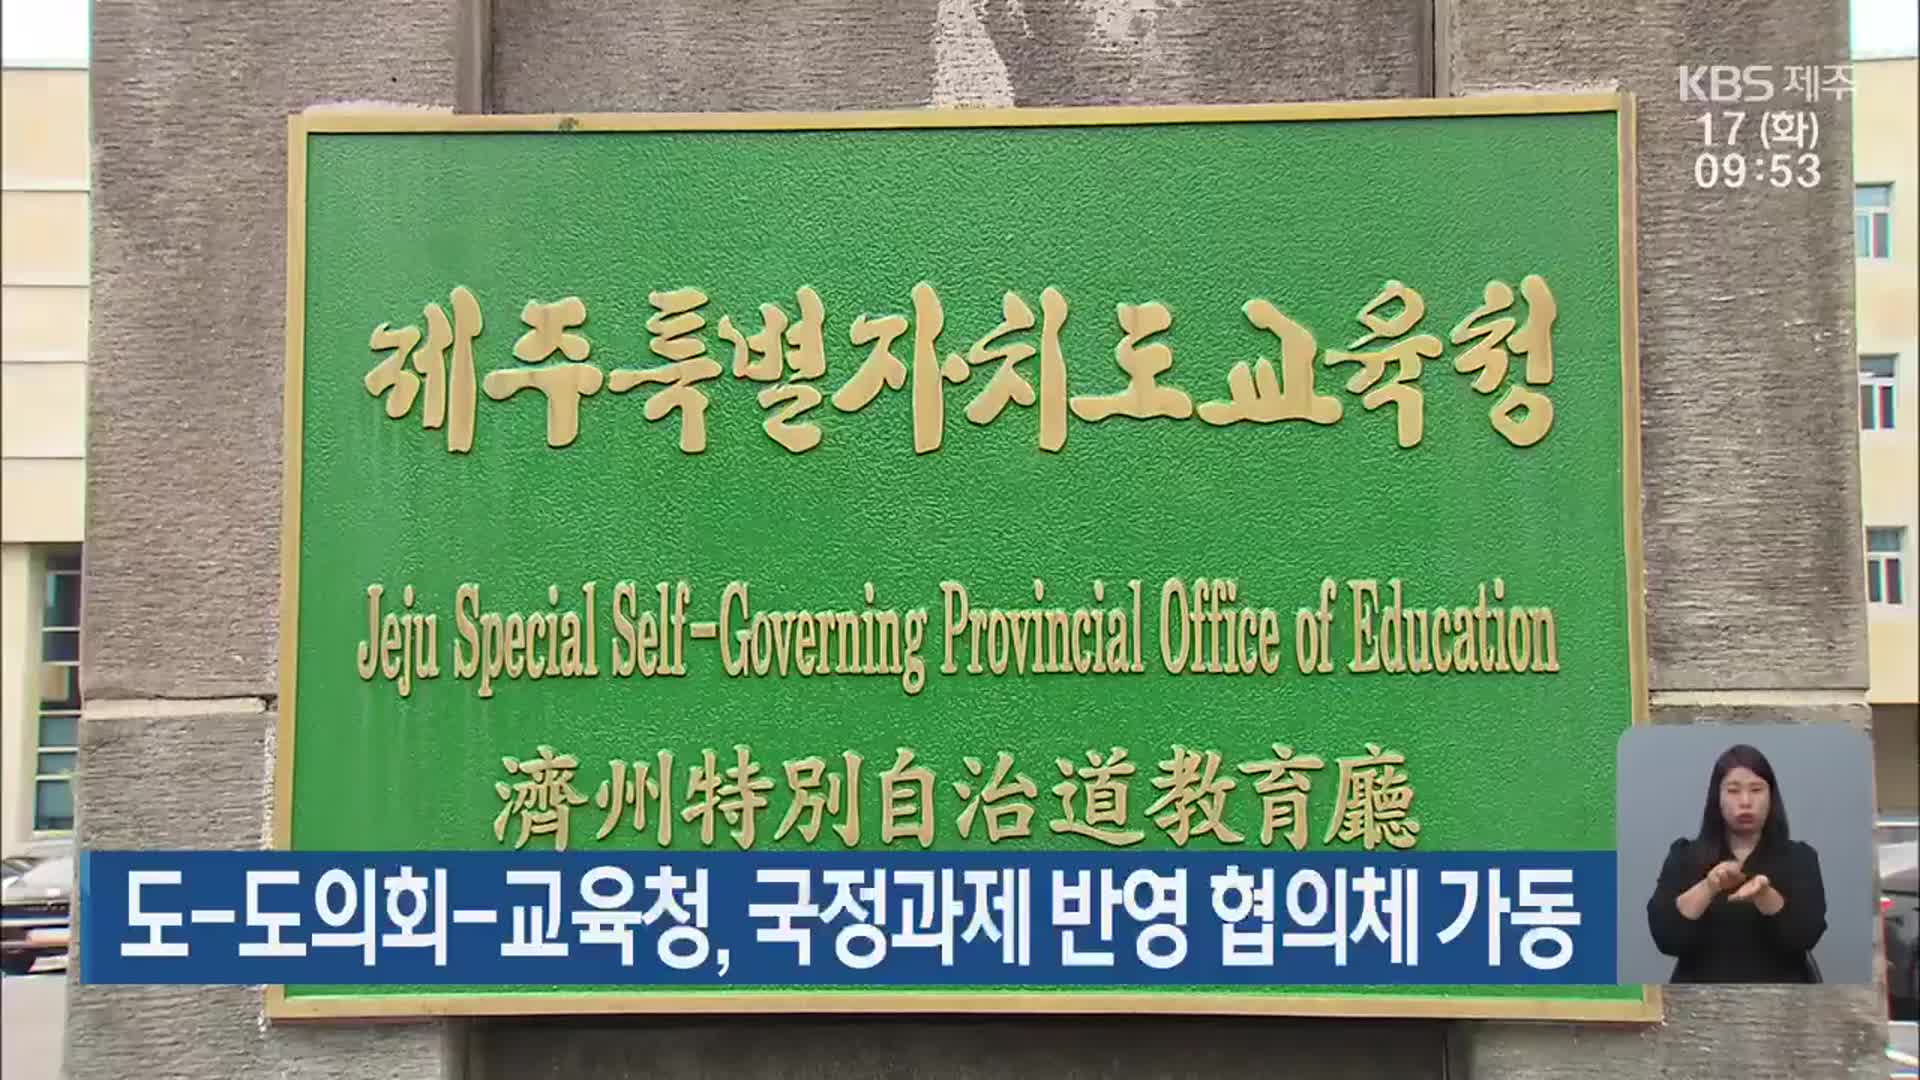 KBS 제주
17 (화)
09:53
제주특별자치도교육청
Jeju Special Self-Governing Provincial Office of Education
濟州特別自治道教育廳
도-도의회-교육청, 국정과제 반영 협의체 가동